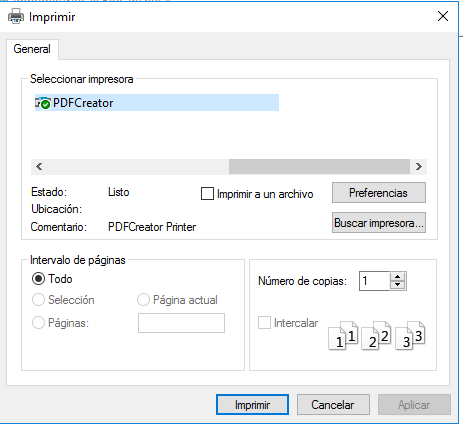 Imprimir
General
Seleccionar impresora
PDFCreator
Estado: Listo
Imprimir a un archivo
Preferencias
Ubicación:
Comentario: PDFCreator Printer
Buscar impresora...
Intervalo de páginas
Todo
Selección
Página actual
Páginas:
Número de copias: 1
Intercalar
1 1 2 2 3 3
Imprimir
Cancelar
Aplicar